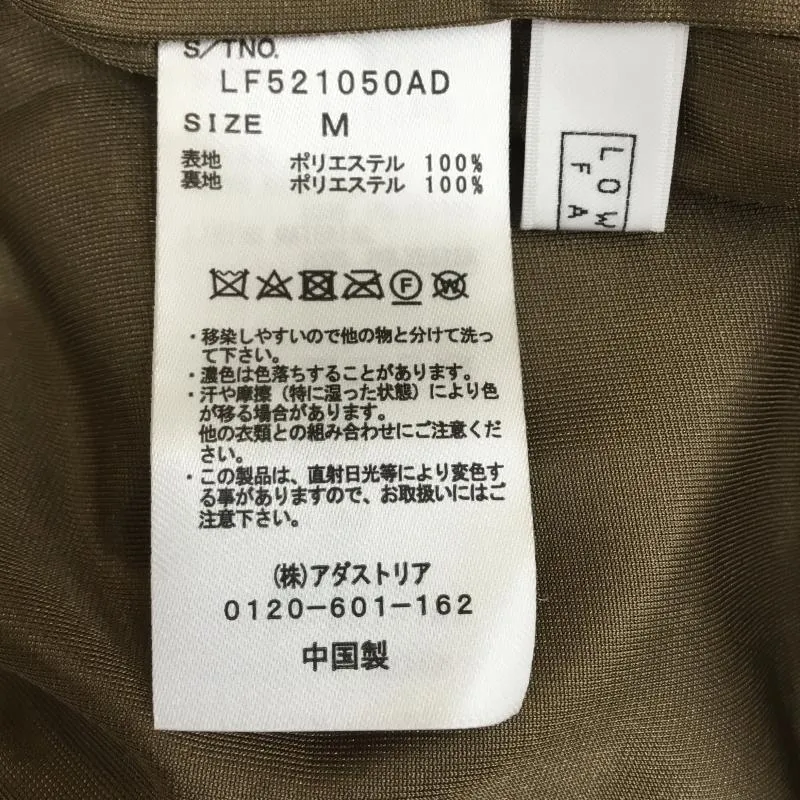 S/TNO.
LF521050AD
SIZE M
表地 ポリエステル 100%
裏地 ポリエステル 100%
F W
・移染しやすいので他の物と分けて洗っ
て下さい。
・濃色は色落ちすることがあります。
・汗や摩擦（特に湿った状態）により色
が移る場合があります。
他の衣類との組み合わせにご注意くだ
さい。
・この製品は、直射日光等により変色す
る事がありますので、お取扱いにはご
注意下さい。
(株)アダストリア
0120-601-162
中国製
LOW
FA